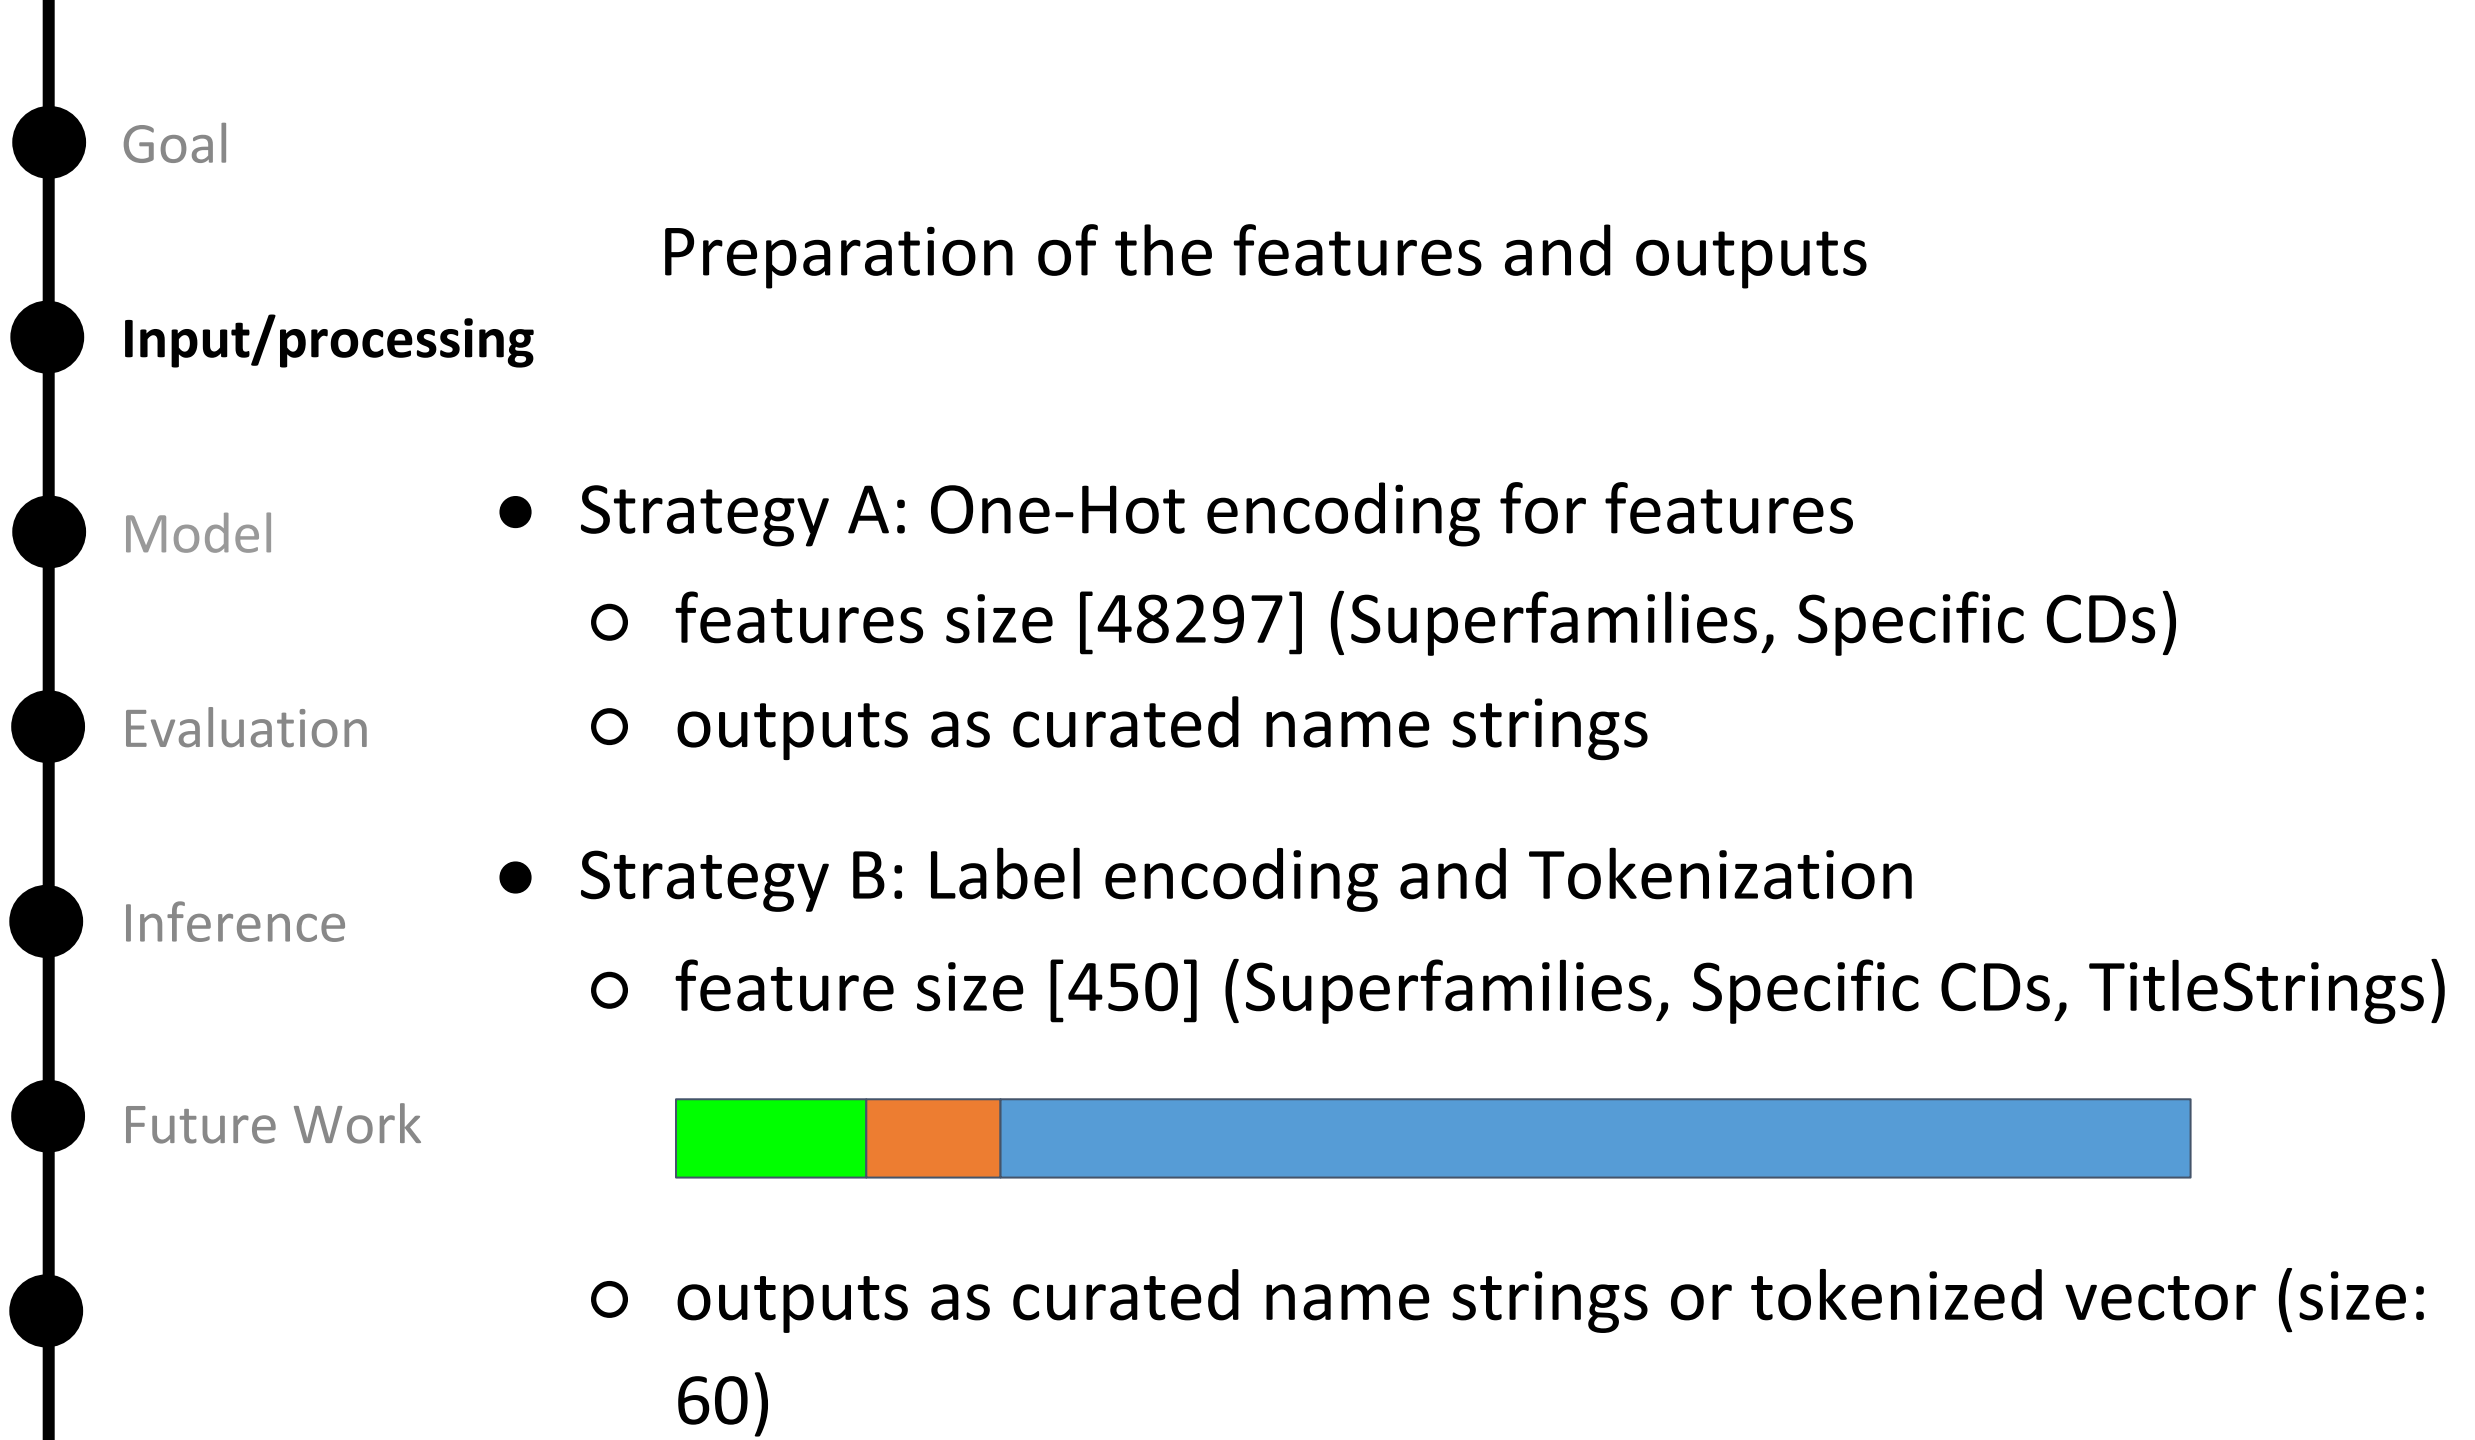 Goal
Input/processing
Model
Evaluation
Inference
Future Work
Preparation of the features and outputs
● Strategy A: One-Hot encoding for features
○ features size [48297] (Superfamilies, Specific CDs)
○ outputs as curated name strings
● Strategy B: Label encoding and Tokenization
○ feature size [450] (Superfamilies, Specific CDs, TitleStrings)
○ outputs as curated name strings or tokenized vector (size:
60)